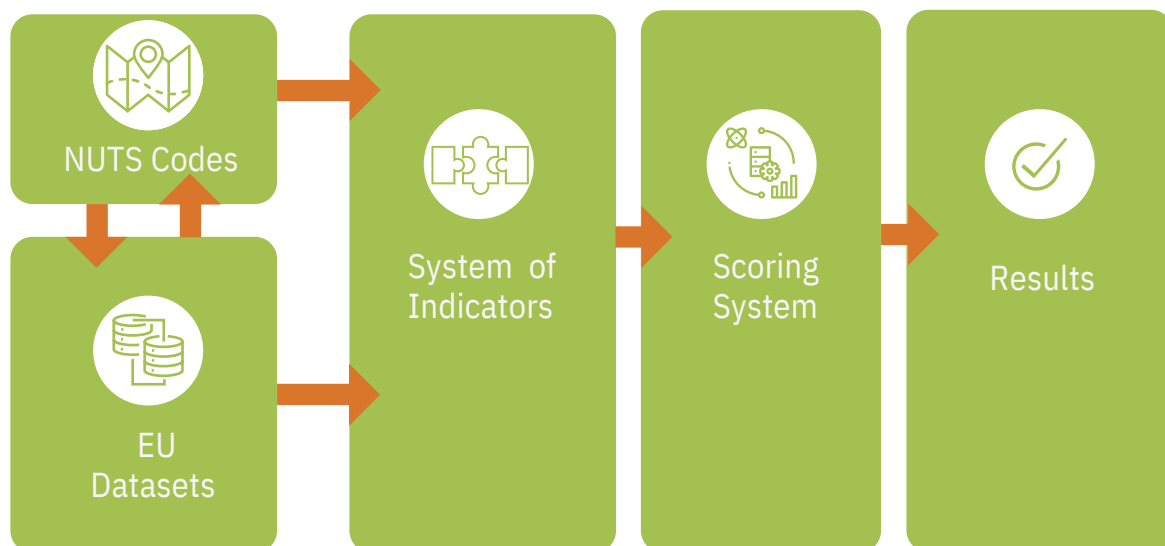 NUTS Codes
EU
Datasets
System of
Indicators
Scoring
System
Results